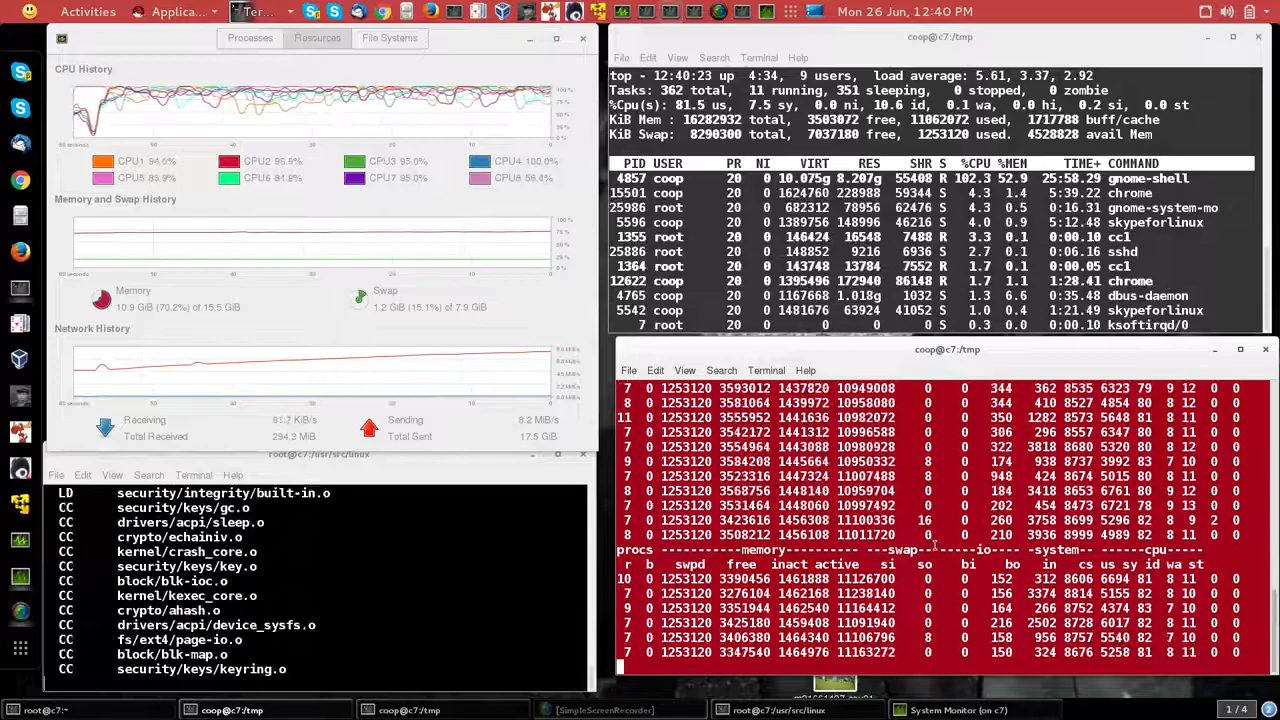 Activities
Applica...
Ter...
Mon 26 Jun, 12:40 PM
Processes
Resources
File Systems
CPU History
100 %
60 seconds
50
40
30
20
10
0
0 %
CPU1 94.6%
CPU2 96.9%
CPU3 95.0%
CPU4 100.0%
CPU5 85.9%
CPU6 84.8%
CPU7 95.0%
CPU8 56.4%
Memory and Swap History
100 %
75 %
50 %
25 %
0 %
60 seconds
50
40
30
20
10
0
Memory
10.9 GiB (70.2%) of 15.5 GiB
Swap
1.2 GiB (15.1%) of 7.9 GiB
Network History
60 seconds
50
40
30
20
10
0
Receiving
Total Received
294.3 MiB
Sending
8.2 MiB/s
Total Sent
17.5 GiB
root@c7:/usr/src/linux
File Edit View Search Terminal Help
LD security/integrity/built-in.o
CC security/keys/gc.o
CC drivers/acpi/sleep.o
CC crypto/echainiv.o
CC kernel/crash_core.o
CC security/keys/key.o
CC block/blk-ioc.o
CC kernel/kexec_core.o
CC crypto/ahash.o
CC drivers/acpi/device_sysfs.o
CC fs/ext4/page-io.o
CC block/blk-map.o
CC security/keys/keyring.o
coop@c7:/tmp
File Edit View Search Terminal Help
top - 12:40:23 up 4:34, 9 users, load average: 5.61, 3.37, 2.92
Tasks: 362 total, 11 running, 351 sleeping, 0 stopped, 0 zombie
%Cpu(s): 81.5 us, 7.5 sy, 0.0 ni, 10.6 id, 0.1 wa, 0.0 hi, 0.2 si, 0.0 st
KiB Mem : 16282932 total, 3503072 free, 11062072 used, 1717788 buff/cache
KiB Swap: 8290300 total, 7037180 free, 1253120 used. 4528828 avail Mem
PID USER PR NI VIRT RES SHR S %CPU %MEM TIME+ COMMAND
4857 coop 20 0 10.075g 8.207g 55408 R 102.3 52.9 25:58.29 gnome-shell
15501 coop 20 0 1624760 228988 59344 S 4.3 1.4 5:39.22 chrome
25986 root 20 0 682312 78956 62076 S 4.3 0.5 0:16.31 gnome-system-mo
5596 coop 20 0 1389756 148996 46216 S 4.0 0.9 5:12.48 skypeforlinux
1355 root 20 0 146424 16548 7488 R 3.3 0.1 0:00.10 cc1
25886 root 20 0 148852 9216 6936 S 2.7 0.1 0:06.16 sshd
1364 root 20 0 143748 13784 7552 R 1.7 0.1 0:00.05 cc1
12622 coop 20 0 1395496 172940 86148 R 1.7 1.1 1:28.41 chrome
4765 coop 20 0 1167668 1.018g 1032 S 1.3 6.6 0:35.48 dbus-daemon
5542 coop 20 0 1481676 63924 41052 S 1.0 0.4 1:21.49 skypeforlinux
7 root 20 0 0 0 0 S 0.3 0.0 0:00.10 ksoftirqd/0
coop@c7:/tmp
File Edit View Search Terminal Help
7 0 1253120 3593012 1437820 10949008 0 0 344 362 8535 6323 79 9 12 0 0
8 0 1253120 3581064 1439972 10958080 0 0 344 410 8527 4854 80 8 12 0 0
11 0 1253120 3555952 1441636 10982072 0 0 350 1282 8573 5648 81 8 11 0 0
7 0 1253120 3542172 1441312 10996588 0 0 306 296 8557 6347 80 8 11 0 0
7 0 1253120 3554964 1443088 10980928 0 0 322 3818 8680 5320 80 8 11 0 0
9 0 1253120 3584208 1445664 10950332 8 0 174 938 8737 3992 83 7 10 0 0
7 0 1253120 3523316 1447324 11007488 8 0 948 424 8674 5015 80 8 11 0 0
8 0 1253120 3568756 1448140 10959704 0 0 184 3418 8653 6761 80 9 12 0 0
7 0 1253120 3531464 1448060 10997492 0 0 202 454 8473 6721 78 9 13 0 0
7 0 1253120 3423616 1456308 11100336 16 0 260 3758 8699 5296 82 8 9 2 0
8 0 1253120 3508212 1456108 11011720 0 0 210 336 8999 4989 82 8 11 0 0
procs -----------memory---------- ---swap-- -----io---- -system-- ------cpu-----
r b swpd free inact active si so bi bo in cs us sy id wa st
10 0 1253120 3390456 1461888 11126700 0 0 152 312 8606 6694 81 8 11 0 0
7 0 1253120 3276104 1462168 11238140 0 0 156 3374 8814 5155 82 8 10 0 0
9 0 1253120 3351944 1462540 11164412 0 0 164 266 8752 4374 83 7 10 0 0
7 0 1253120 3425180 1459408 11091940 0 0 216 2502 8728 6017 82 8 11 0 0
7 0 1253120 3406380 1464340 11106796 8 0 158 956 8757 5540 82 7 10 0 0
7 0 1253120 3347540 1464976 11163272 0 0 150 324 8676 5258 81 8 11 0 0
root@c7:~
coop@c7:/tmp
coop@c7:/tmp
[SimpleScreenRecorder]
root@c7:/usr/src/linux
System Monitor (on c7)
1 / 4
2